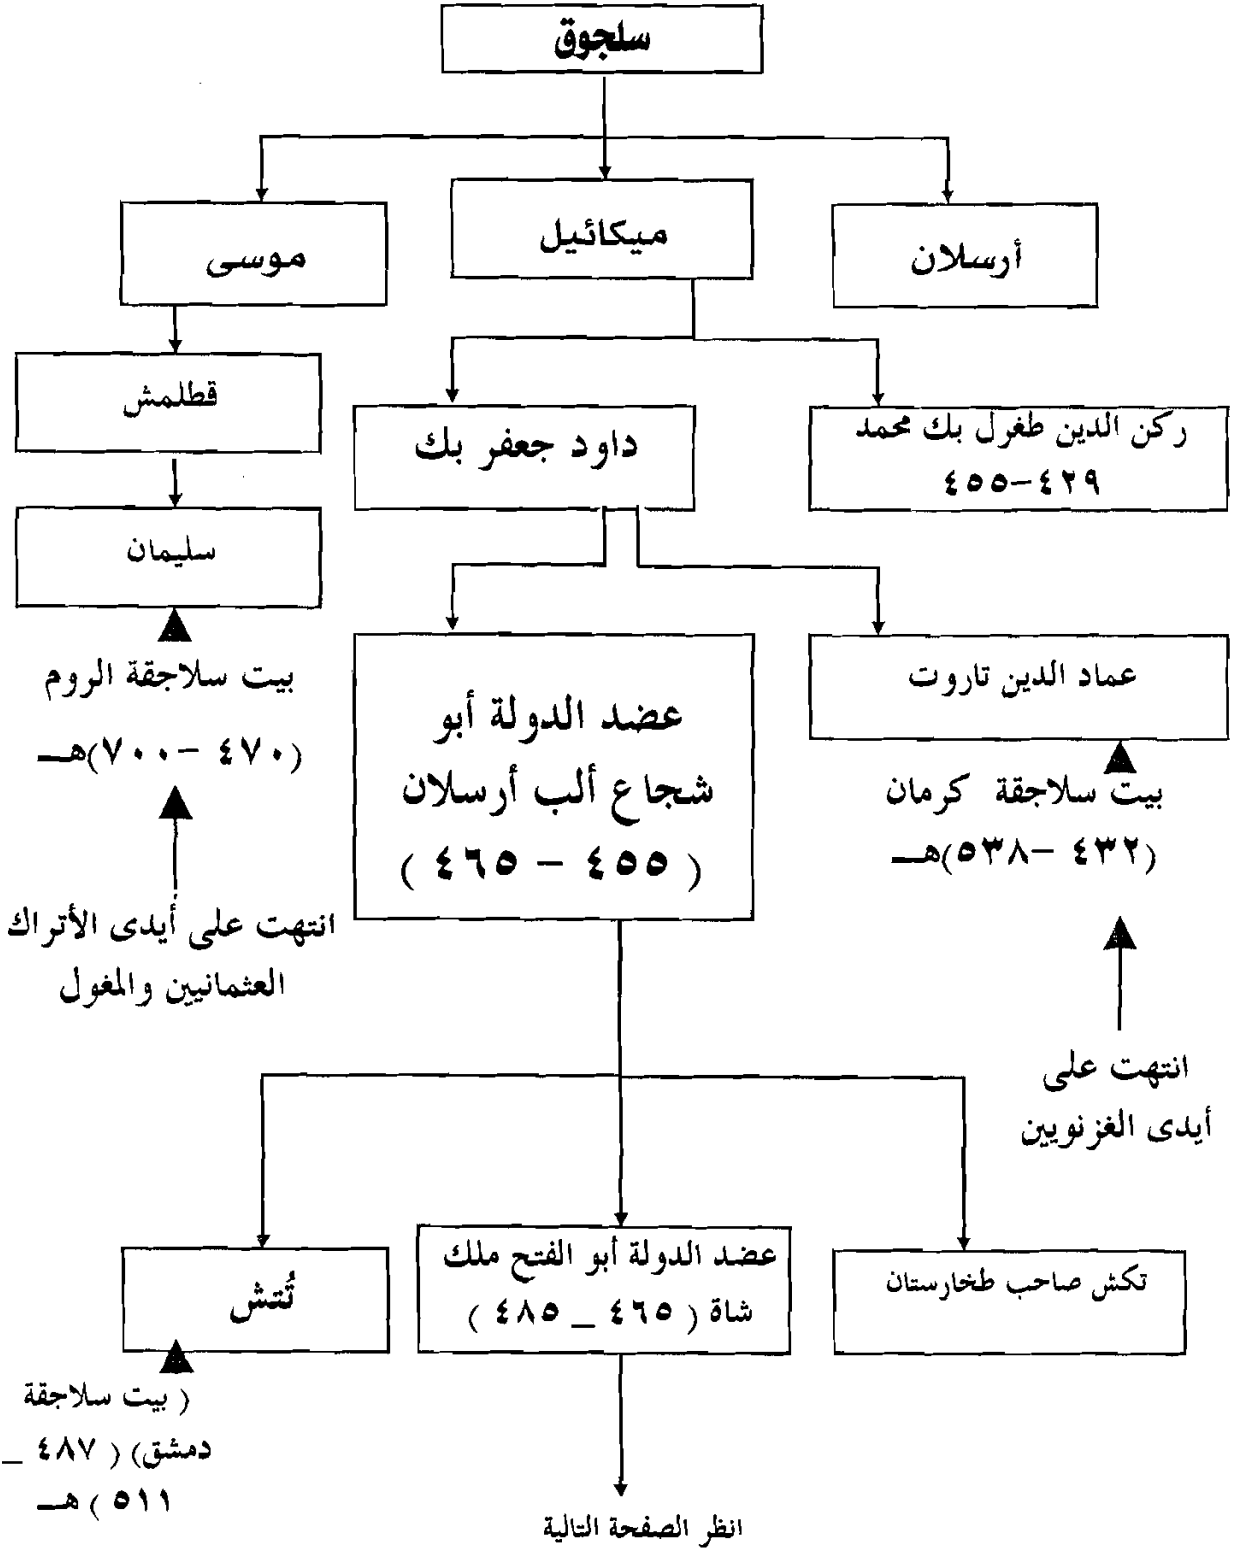 سلجوق
أرسلان
ميكائيل
موسى
قطلمش
ركن الدين طغرل بك محمد
٤٢٩-٤٥٥
داود جعفر بك
سليمان
عماد الدين تاروت
بيت سلاجقة كرمان
(٤٣٢ - ٥٣٨)هـ
انتهت على
أيدى الغزنويين
عضد الدولة أبو
شجاع ألب أرسلان
( ٤٥٥ - ٤٦٥ )
بيت سلاجقة الروم
(٤٧٠ - ٧٠٠)هـ
انتهت على أيدى الأتراك
العثمانيين والمغول
تكش صاحب طخارستان
عضد الدولة أبو الفتح ملك
شاة ( ٤٦٥ _ ٤٨٥ )
تُتش
( بيت سلاجقة
دمشق) ( ٤٨٧ _
٥١١ ) هـ
انظر الصفحة التالية